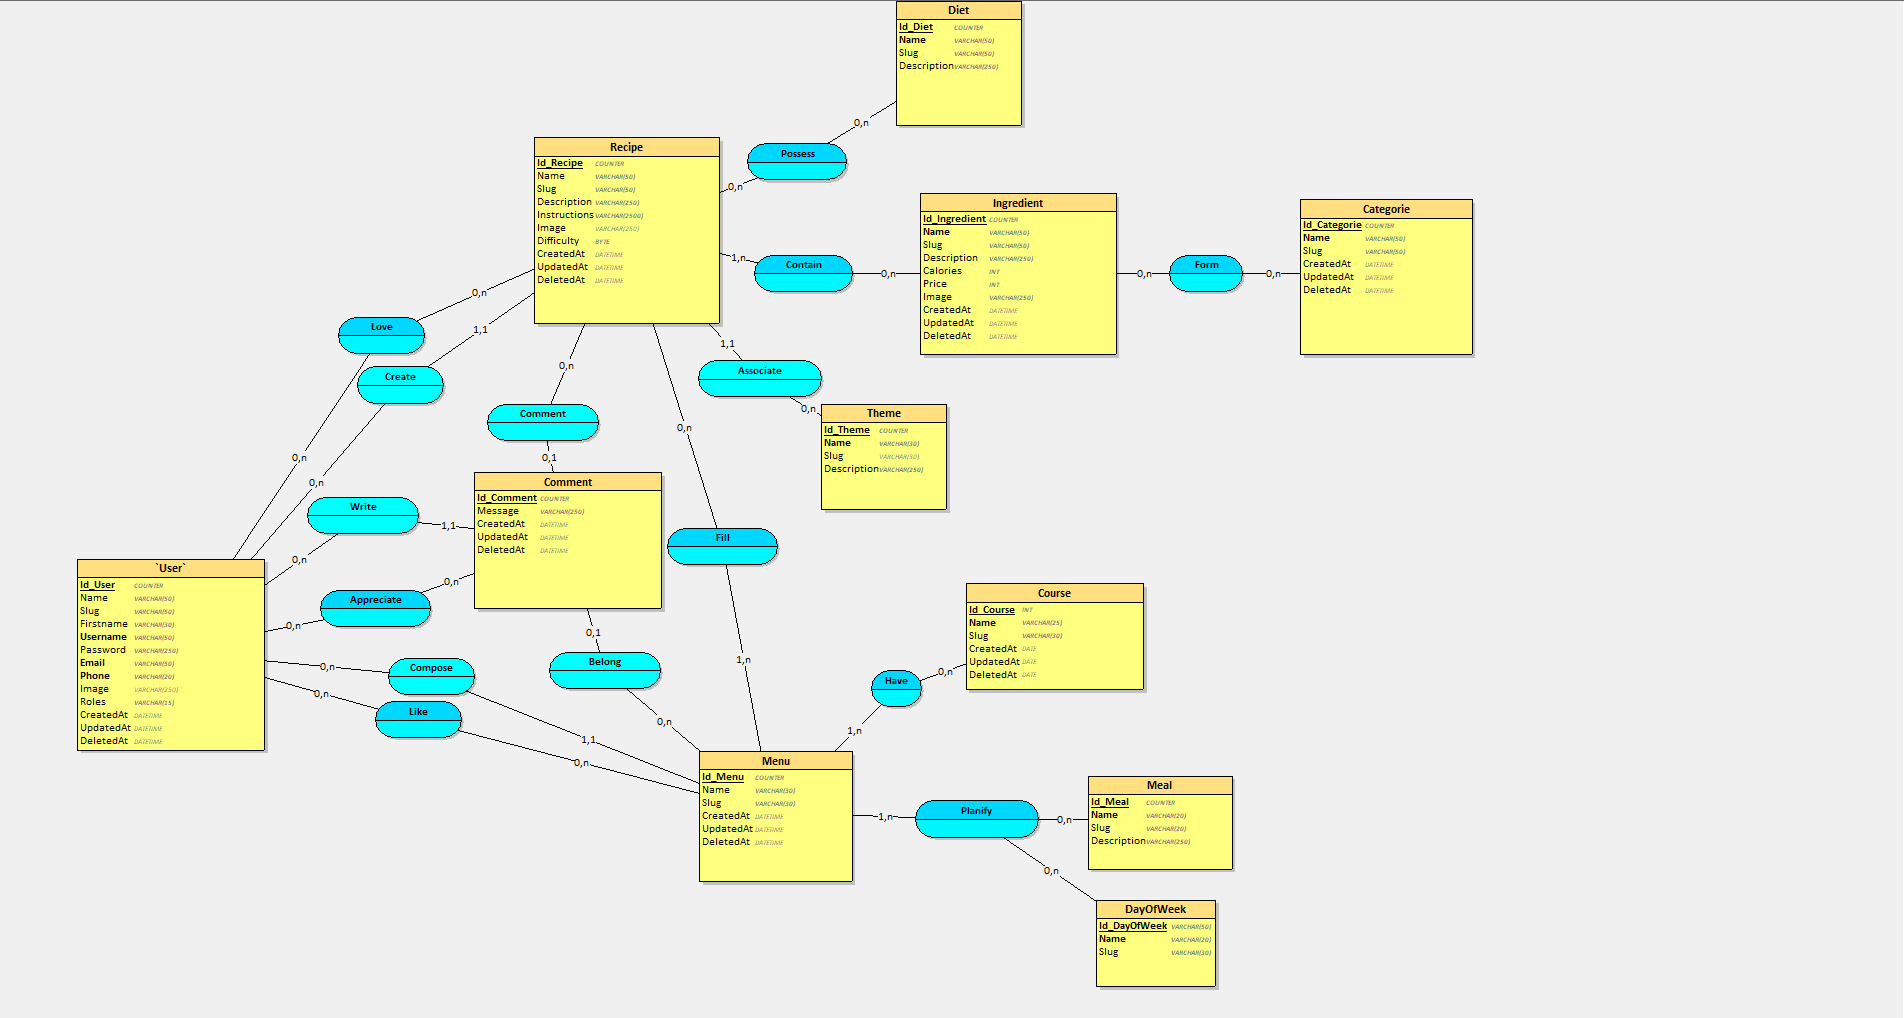 Diet
Id_Diet COUNTER
Name VARCHAR(50)
Slug VARCHAR(50)
Description VARCHAR(250)
0,n
Possess
0,n
Recipe
Id_Recipe COUNTER
Name VARCHAR(50)
Slug VARCHAR(50)
Description VARCHAR(250)
Instructions VARCHAR(2500)
Image VARCHAR(250)
Difficulty BYTE
CreatedAt DATETIME
UpdatedAt DATETIME
DeletedAt DATETIME
1,n
Contain
0,n
Ingredient
Id_Ingredient COUNTER
Name VARCHAR(50)
Slug VARCHAR(50)
Description VARCHAR(250)
Calories INT
Price INT
Image VARCHAR(250)
CreatedAt DATETIME
UpdatedAt DATETIME
DeletedAt DATETIME
0,n
Form
0,n
Categorie
Id_Categorie COUNTER
Name VARCHAR(50)
Slug VARCHAR(50)
CreatedAt DATETIME
UpdatedAt DATETIME
DeletedAt DATETIME
0,n
Love
0,n
1,1
Create
0,n
0,n
Comment
0,1
1,1
Associate
0,n
Theme
Id_Theme COUNTER
Name VARCHAR(30)
Slug VARCHAR(30)
Description VARCHAR(250)
0,n
Fill
1,n
Comment
Id_Comment COUNTER
Message VARCHAR(250)
CreatedAt DATETIME
UpdatedAt DATETIME
DeletedAt DATETIME
Write
1,1
0,n
0,n
Appreciate
0,n
0,1
Belong
0,n
`User`
Id_User COUNTER
Name VARCHAR(50)
Slug VARCHAR(50)
Firstname VARCHAR(30)
Username VARCHAR(50)
Password VARCHAR(250)
Email VARCHAR(50)
Phone VARCHAR(20)
Image VARCHAR(250)
Roles VARCHAR(15)
CreatedAt DATETIME
UpdatedAt DATETIME
DeletedAt DATETIME
0,n
Compose
1,1
0,n
Like
0,n
Course
Id_Course INT
Name VARCHAR(25)
Slug VARCHAR(30)
CreatedAt DATE
UpdatedAt DATE
DeletedAt DATE
0,n
Have
1,n
Menu
Id_Menu COUNTER
Name VARCHAR(30)
Slug VARCHAR(30)
CreatedAt DATETIME
UpdatedAt DATETIME
DeletedAt DATETIME
1,n
Planify
0,n
0,n
Meal
Id_Meal COUNTER
Name VARCHAR(20)
Slug VARCHAR(20)
Description VARCHAR(250)
DayOfWeek
Id_DayOfWeek VARCHAR(50)
Name VARCHAR(20)
Slug VARCHAR(30)